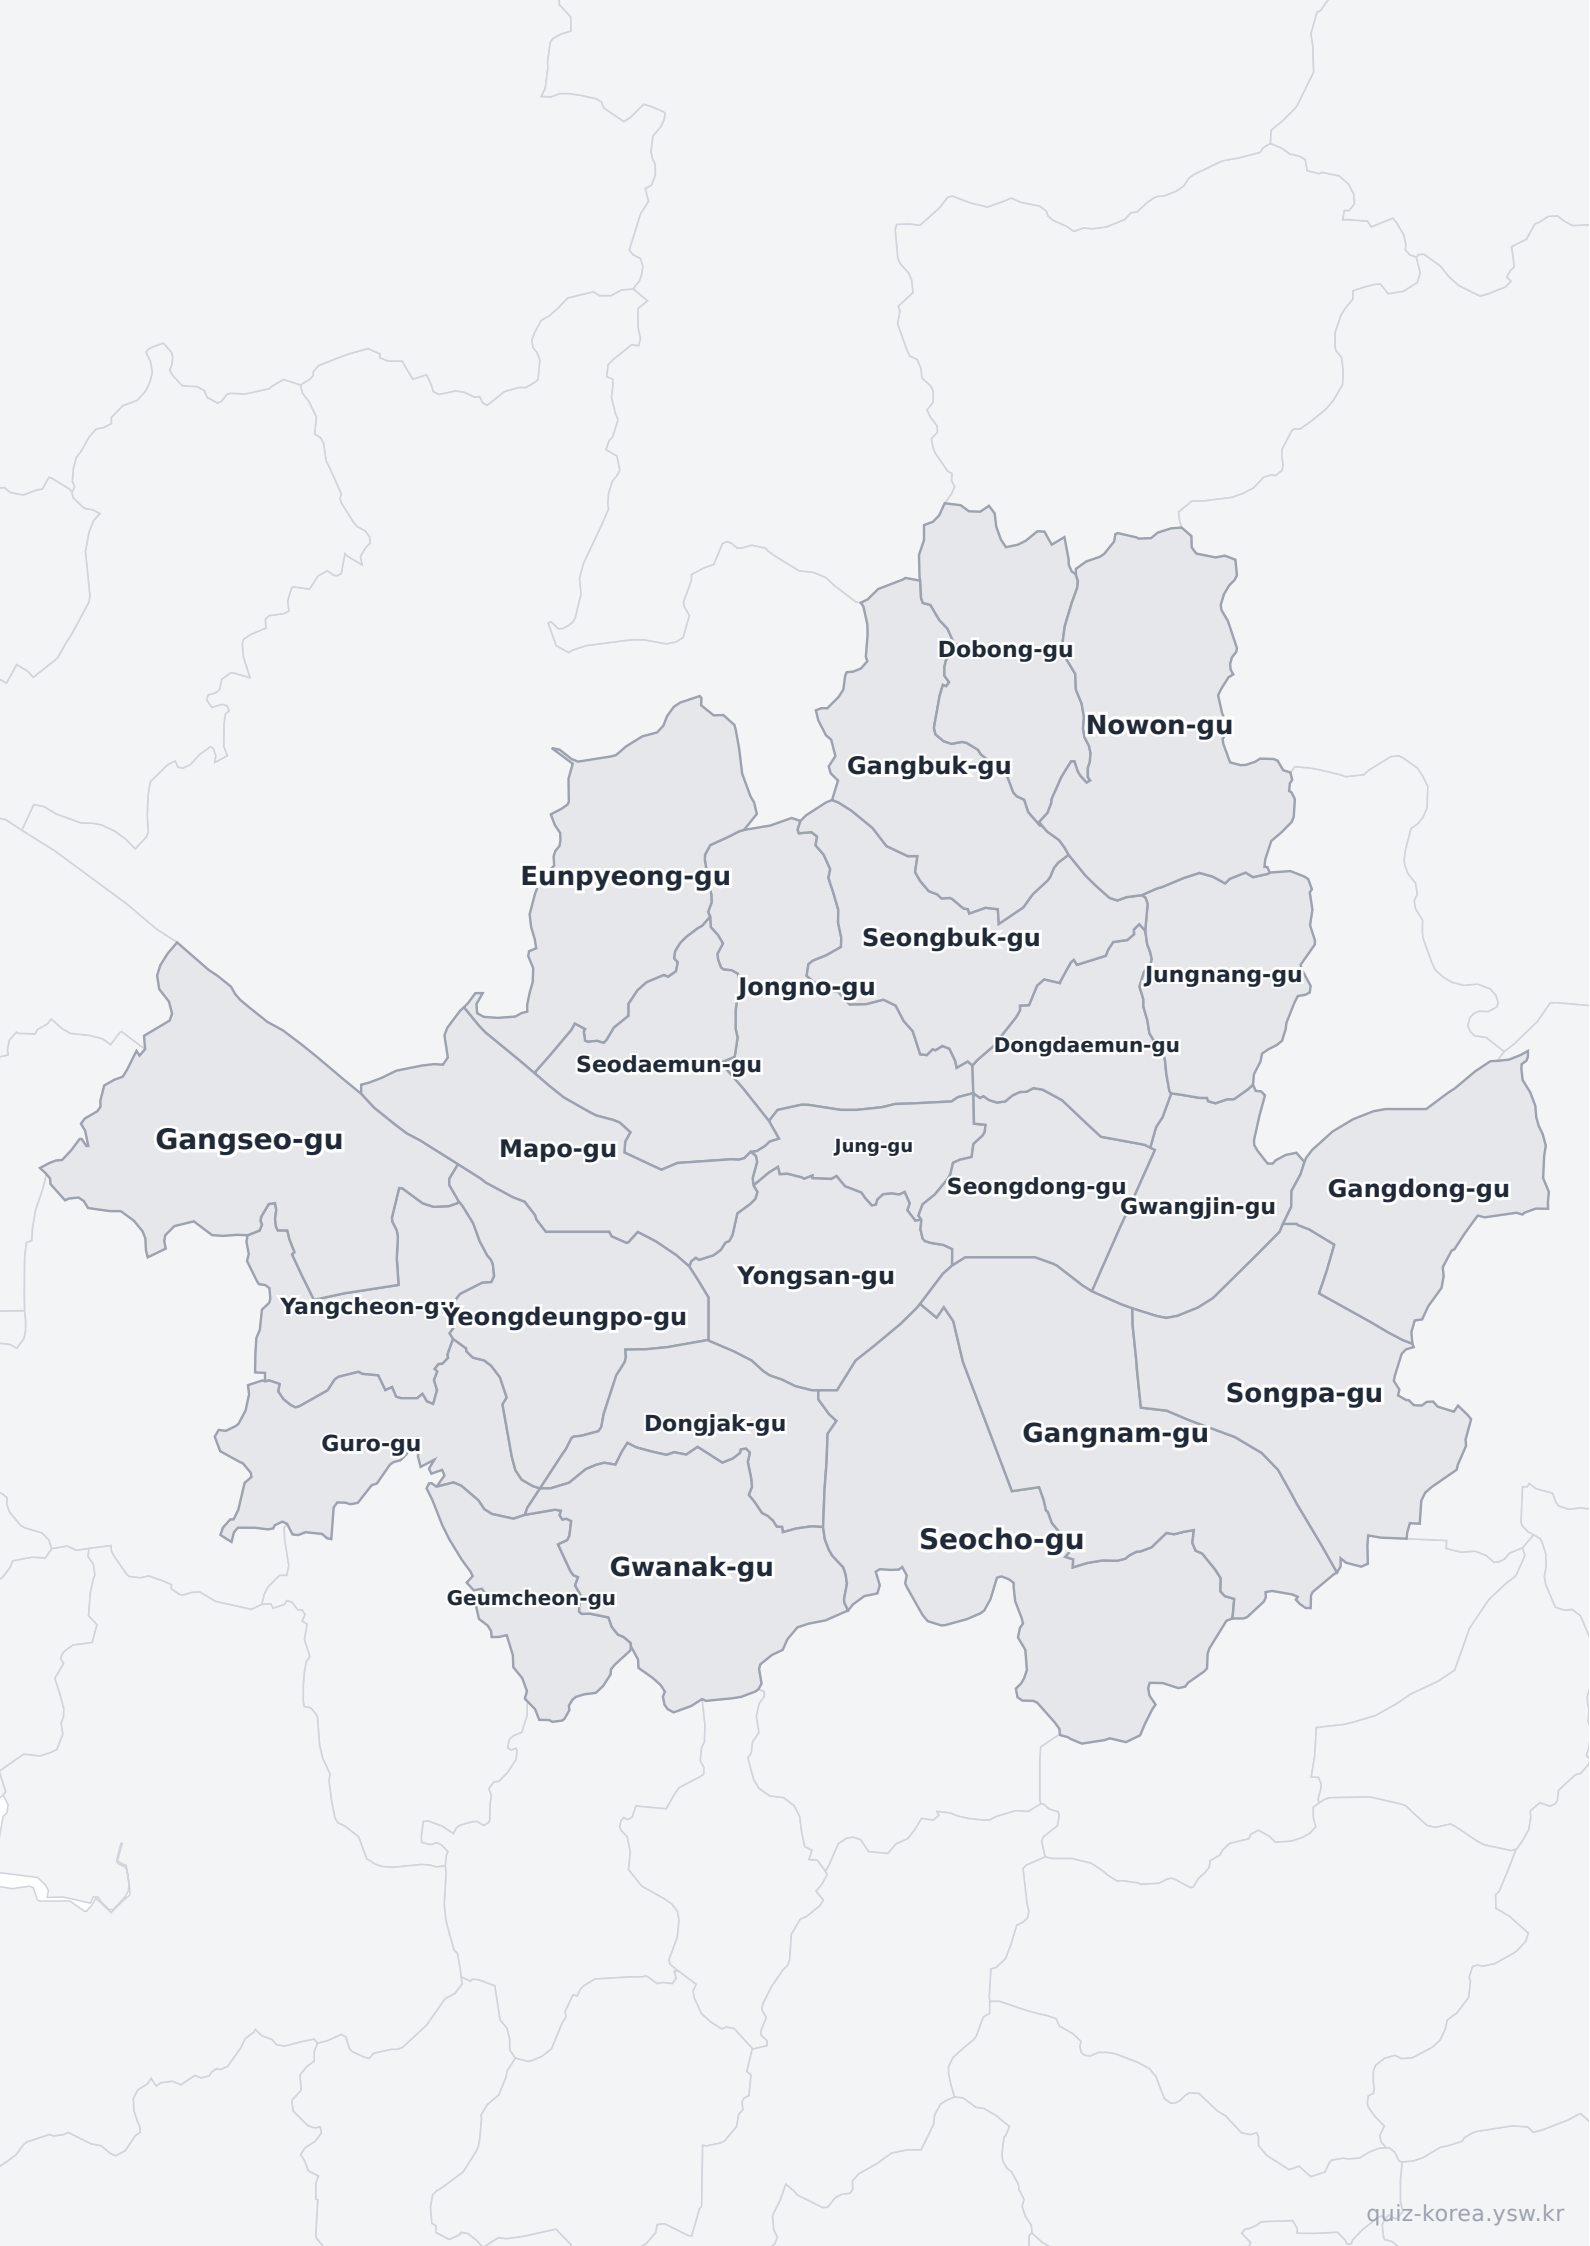 Dobong-gu
Nowon-gu
Gangbuk-gu
Eunpyeong-gu
Seongbuk-gu
Jungnang-gu
Jongno-gu
Dongdaemun-gu
Seodaemun-gu
Gangseo-gu
Mapo-gu
Jung-gu
Seongdong-gu
Gwangjin-gu
Gangdong-gu
Yongsan-gu
Yangcheon-gu
Yeongdeungpo-gu
Songpa-gu
Dongjak-gu
Gangnam-gu
Guro-gu
Seocho-gu
Gwanak-gu
Geumcheon-gu
quiz-korea.ysw.kr